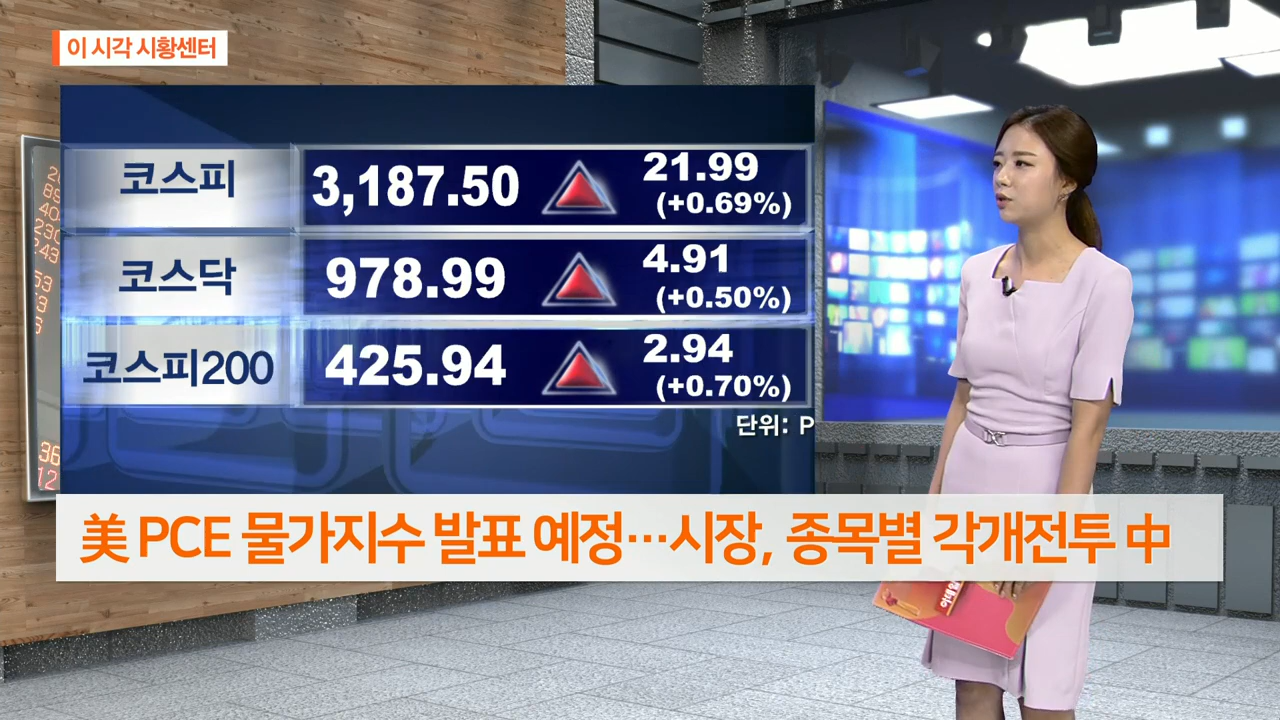 이 시각 시황센터
코스피 3,187.50 21.99 (+0.69%)
코스닥 978.99 4.91 (+0.50%)
코스피200 425.94 2.94 (+0.70%)
단위: P
美 PCE 물가지수 발표 예정…시장, 종목별 각개전투 中